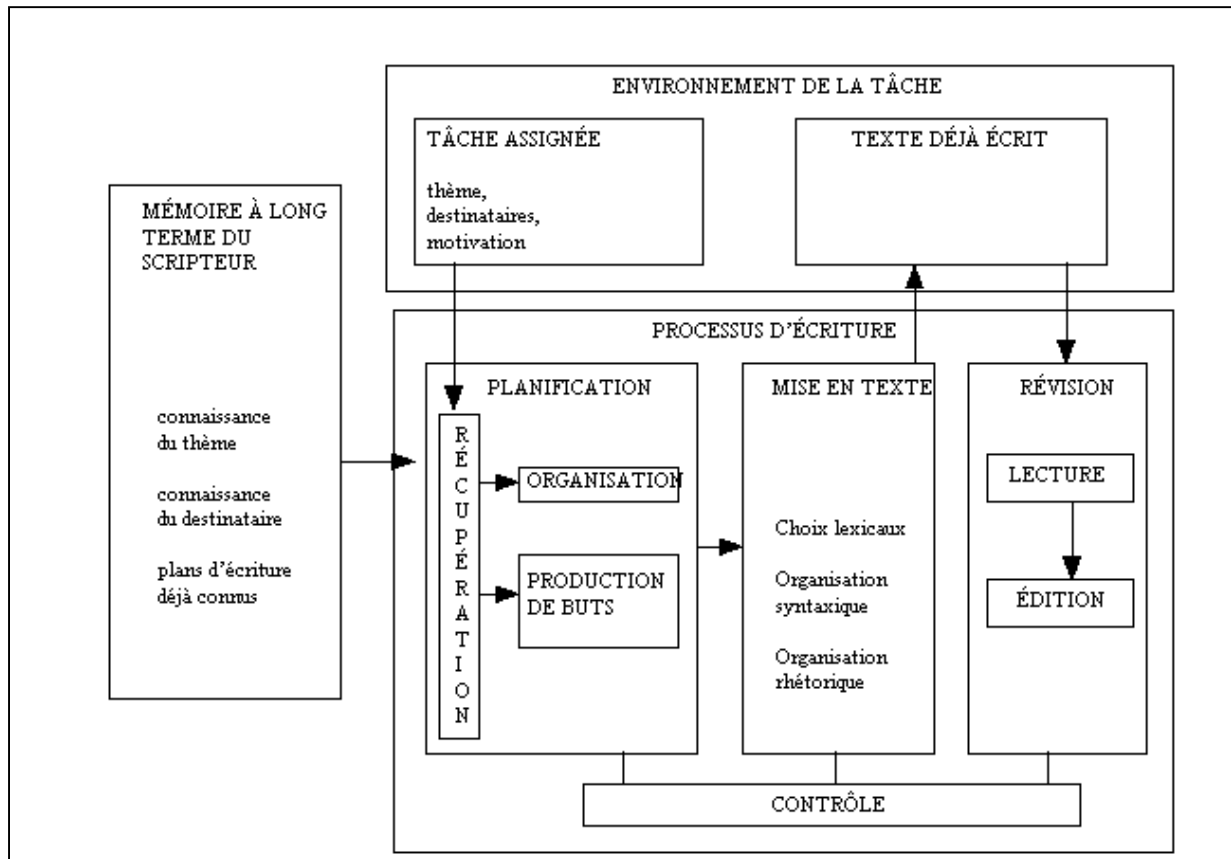 ENVIRONNEMENT DE LA TÂCHE
TÂCHE ASSIGNÉE
thème,
destinataires,
motivation
TEXTE DÉJÀ ÉCRIT
MÉMOIRE À LONG
TERME DU
SCRIPTEUR
connaissance
du thème
connaissance
du destinataire
plans d'écriture
déjà connus
PROCESSUS D'ÉCRITURE
PLANIFICATION
RÉCUPÉRATION
ORGANISATION
PRODUCTION
DE BUTS
MISE EN TEXTE
Choix lexicaux
Organisation
syntaxique
Organisation
rhétorique
RÉVISION
LECTURE
ÉDITION
CONTRÔLE